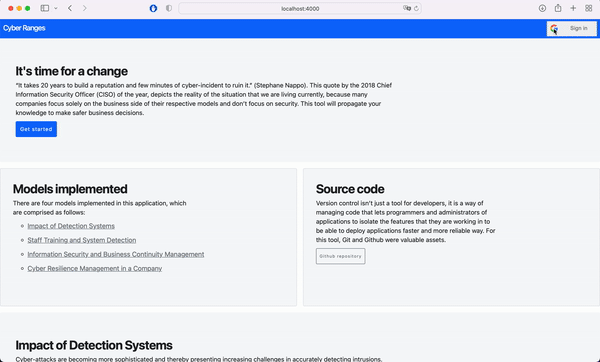 localhost:4000
Cyber Ranges
Sign in
It's time for a change
"It takes 20 years to build a reputation and few minutes of cyber-incident to ruin it." (Stephane Nappo). This quote by the 2018 Chief
Information Security Officer (CISO) of the year, depicts the reality of the situation that we are living currently, because many
companies focus solely on the business side of their respective models and don't focus on security. This tool will propagate your
knowledge to make safer business decisions.
Get started
Models implemented
There are four models implemented in this application, which
are comprised as follows:
Impact of Detection Systems
Staff Training and System Detection
Information Security and Business Continuity Management
Cyber Resilience Management in a Company
Source code
Version control isn't just a tool for developers, it is a way of
managing code that lets programmers and administrators of
applications to isolate the features that they are working in to
be able to deploy applications faster and more reliable way. For
this tool, Git and Github were valuable assets.
Github repository
Impact of Detection Systems
Cyber-attacks are becoming more sophisticated and thereby presenting increasing challenges in accurately detecting intrusions.